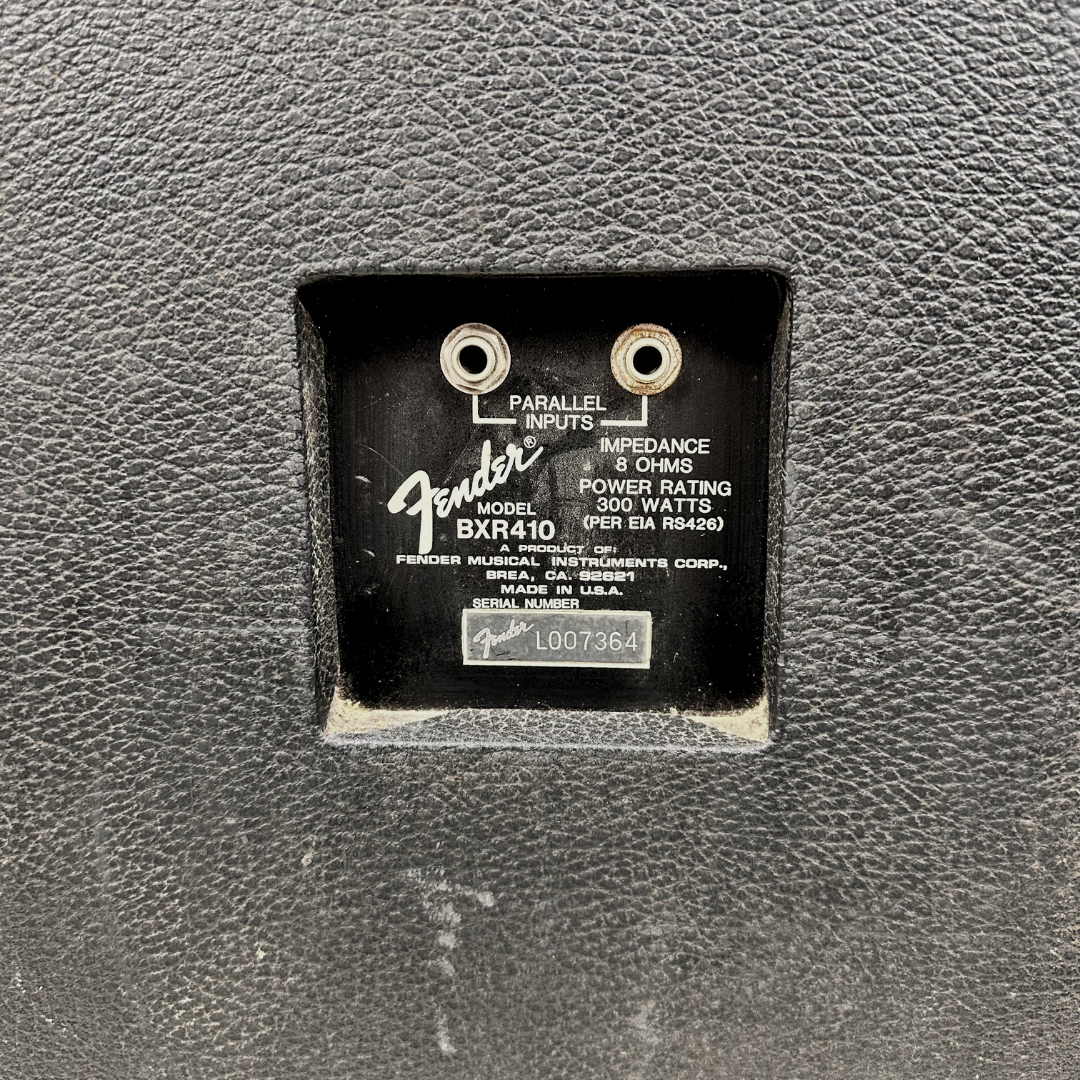 PARALLEL
INPUTS
Fender®
MODEL
BXR410
IMPEDANCE
8 OHMS
POWER RATING
300 WATTS
(PER EIA RS426)
A PRODUCT OF:
FENDER MUSICAL INSTRUMENTS CORP.,
BREA, CA. 92621
MADE IN U.S.A.
SERIAL NUMBER
Fender L007364